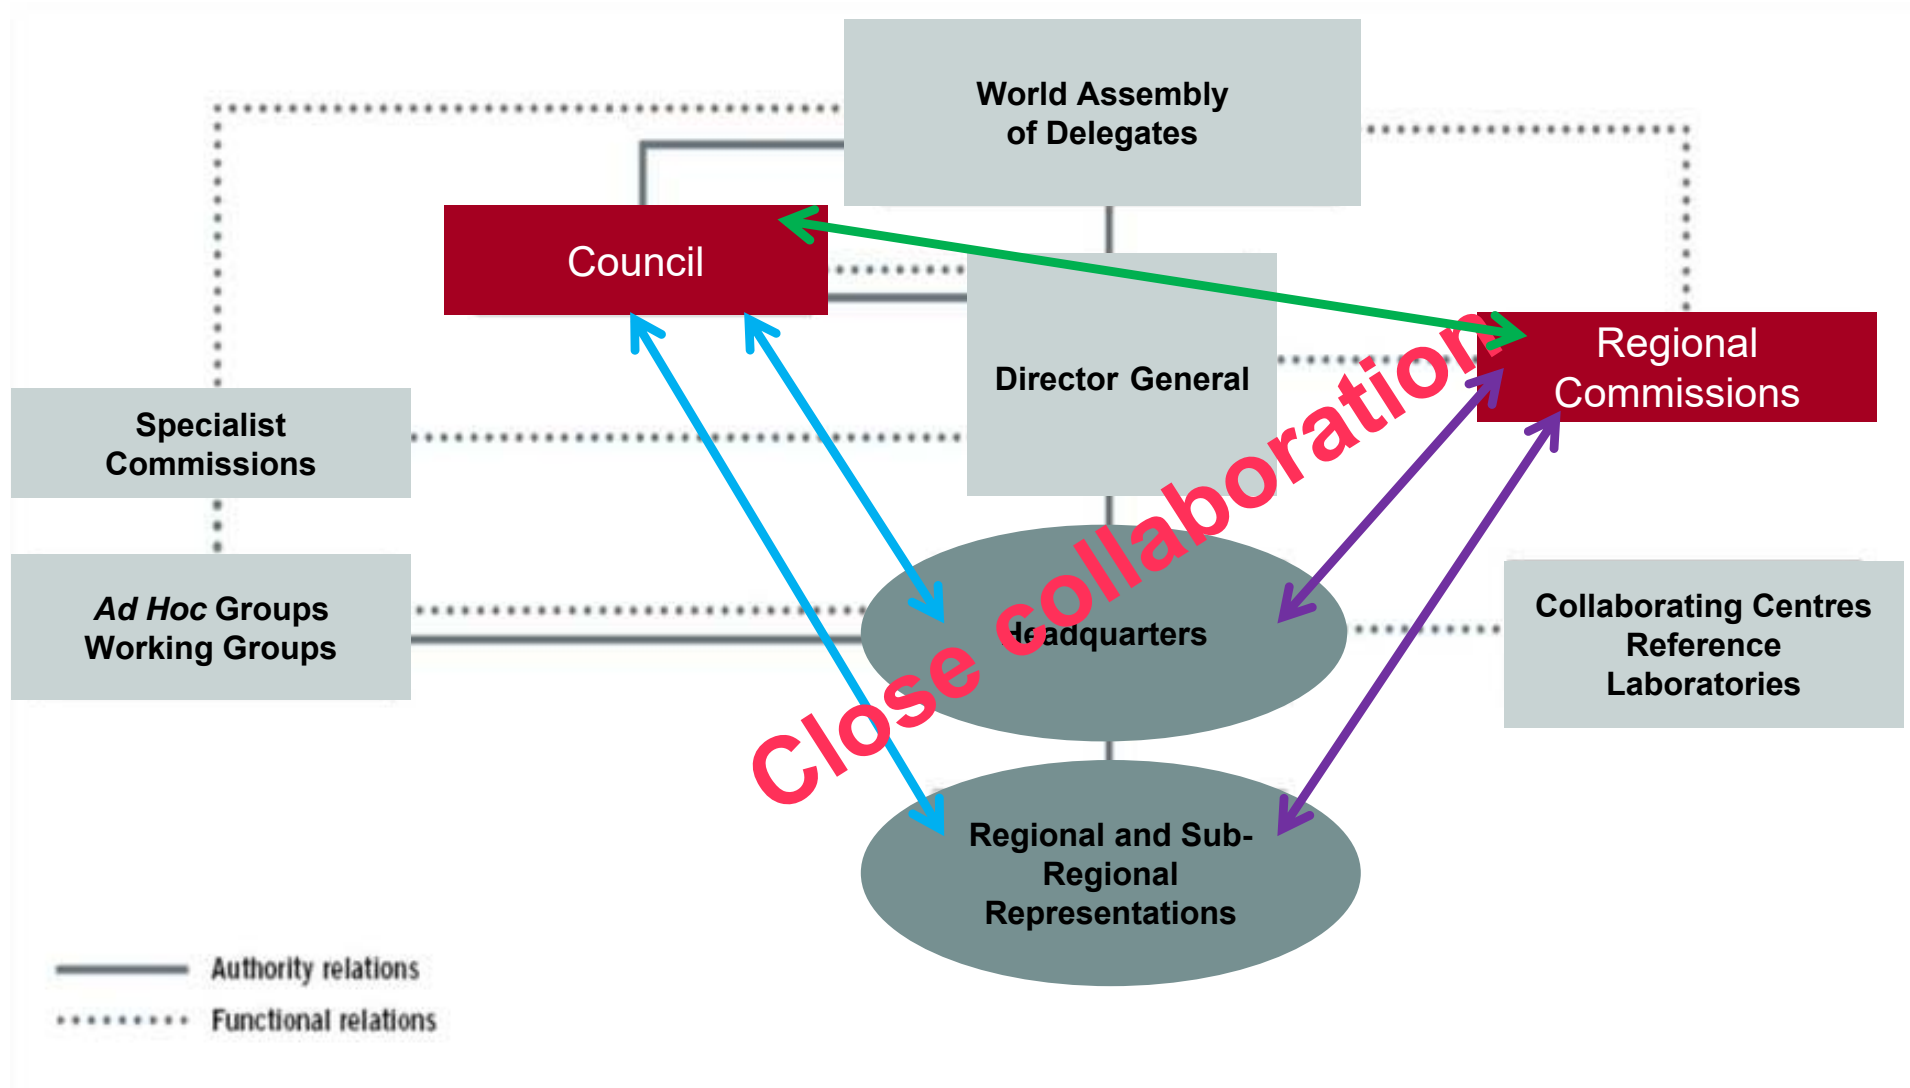 World Assembly
of Delegates
Council
Regional
Commissions
Director General
Specialist
Commissions
Close collaboration
Ad Hoc Groups
Working Groups
Headquarters
Collaborating Centres
Reference
Laboratories
Regional and Sub-
Regional
Representations
Authority relations
Functional relations